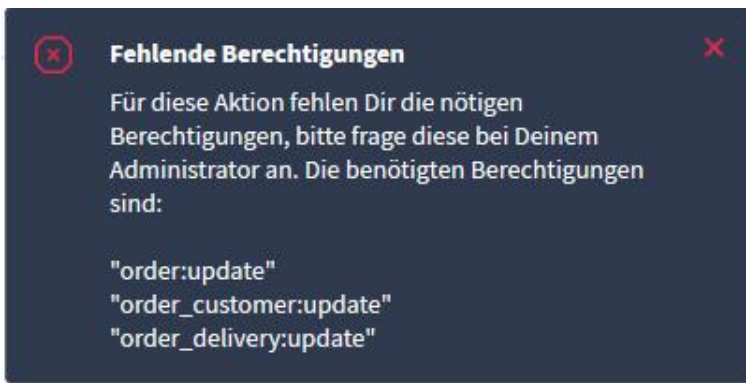 Fehlende Berechtigungen
Für diese Aktion fehlen Dir die nötigen
Berechtigungen, bitte frage diese bei Deinem
Administrator an. Die benötigten Berechtigungen
sind:
"order:update"
"order_customer:update"
"order_delivery:update"